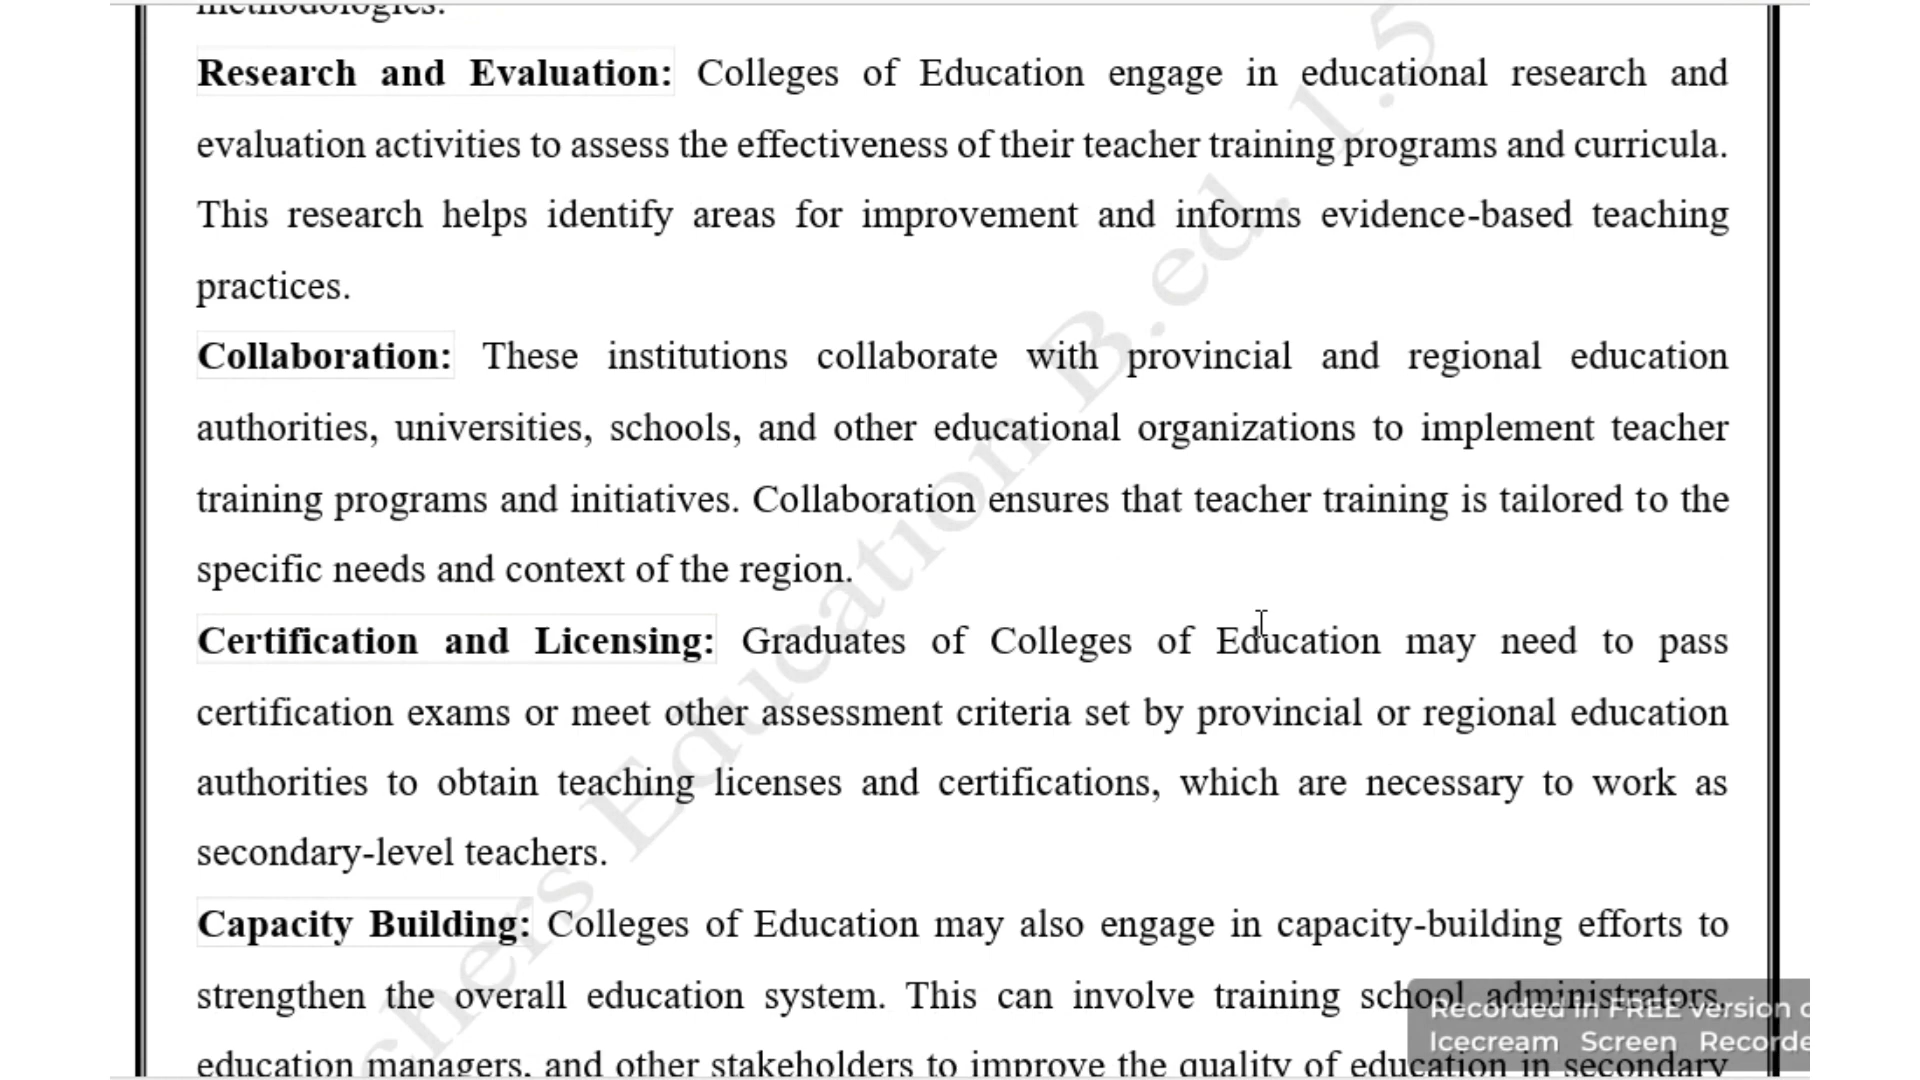 methodologies.
Research and Evaluation: Colleges of Education engage in educational research and
evaluation activities to assess the effectiveness of their teacher training programs and curricula.
This research helps identify areas for improvement and informs evidence-based teaching
practices.
Collaboration: These institutions collaborate with provincial and regional education
authorities, universities, schools, and other educational organizations to implement teacher
training programs and initiatives. Collaboration ensures that teacher training is tailored to the
specific needs and context of the region.
Certification and Licensing: Graduates of Colleges of Education may need to pass
certification exams or meet other assessment criteria set by provincial or regional education
authorities to obtain teaching licenses and certifications, which are necessary to work as
secondary-level teachers.
Capacity Building: Colleges of Education may also engage in capacity-building efforts to
strengthen the overall education system. This can involve training school administrators,
education managers, and other stakeholders to improve the quality of education in secondary
chers Education B.ed. 1.5
Recorded in FREE version
Icecream Screen Recorde